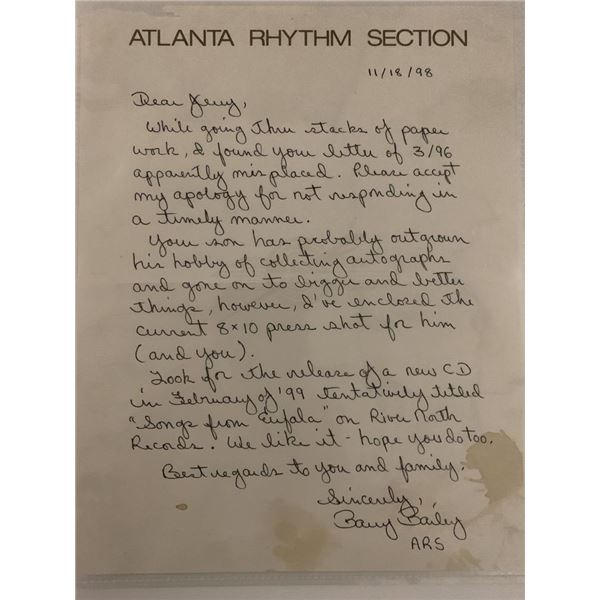 ATLANTA RHYTHM SECTION
11/18/98
Dear Jerry,
While going thru stacks of paper
work, I found your letter of 3/96
apparently misplaced. Please accept
my apology for not responding in
a timely manner.
Your son has probably outgrown
his hobby of collecting autographs
and gone on to bigger and better
things, however, I've enclosed the
current 8x10 press shot for him
(and you).
Look for the release of a new CD
in February of '99 tentatively titled
"Songs from Eufala" on River North
Records. We like it - hope you do too.
Best regards to you and family.
Sincerely,
Barry Bailey
ARS